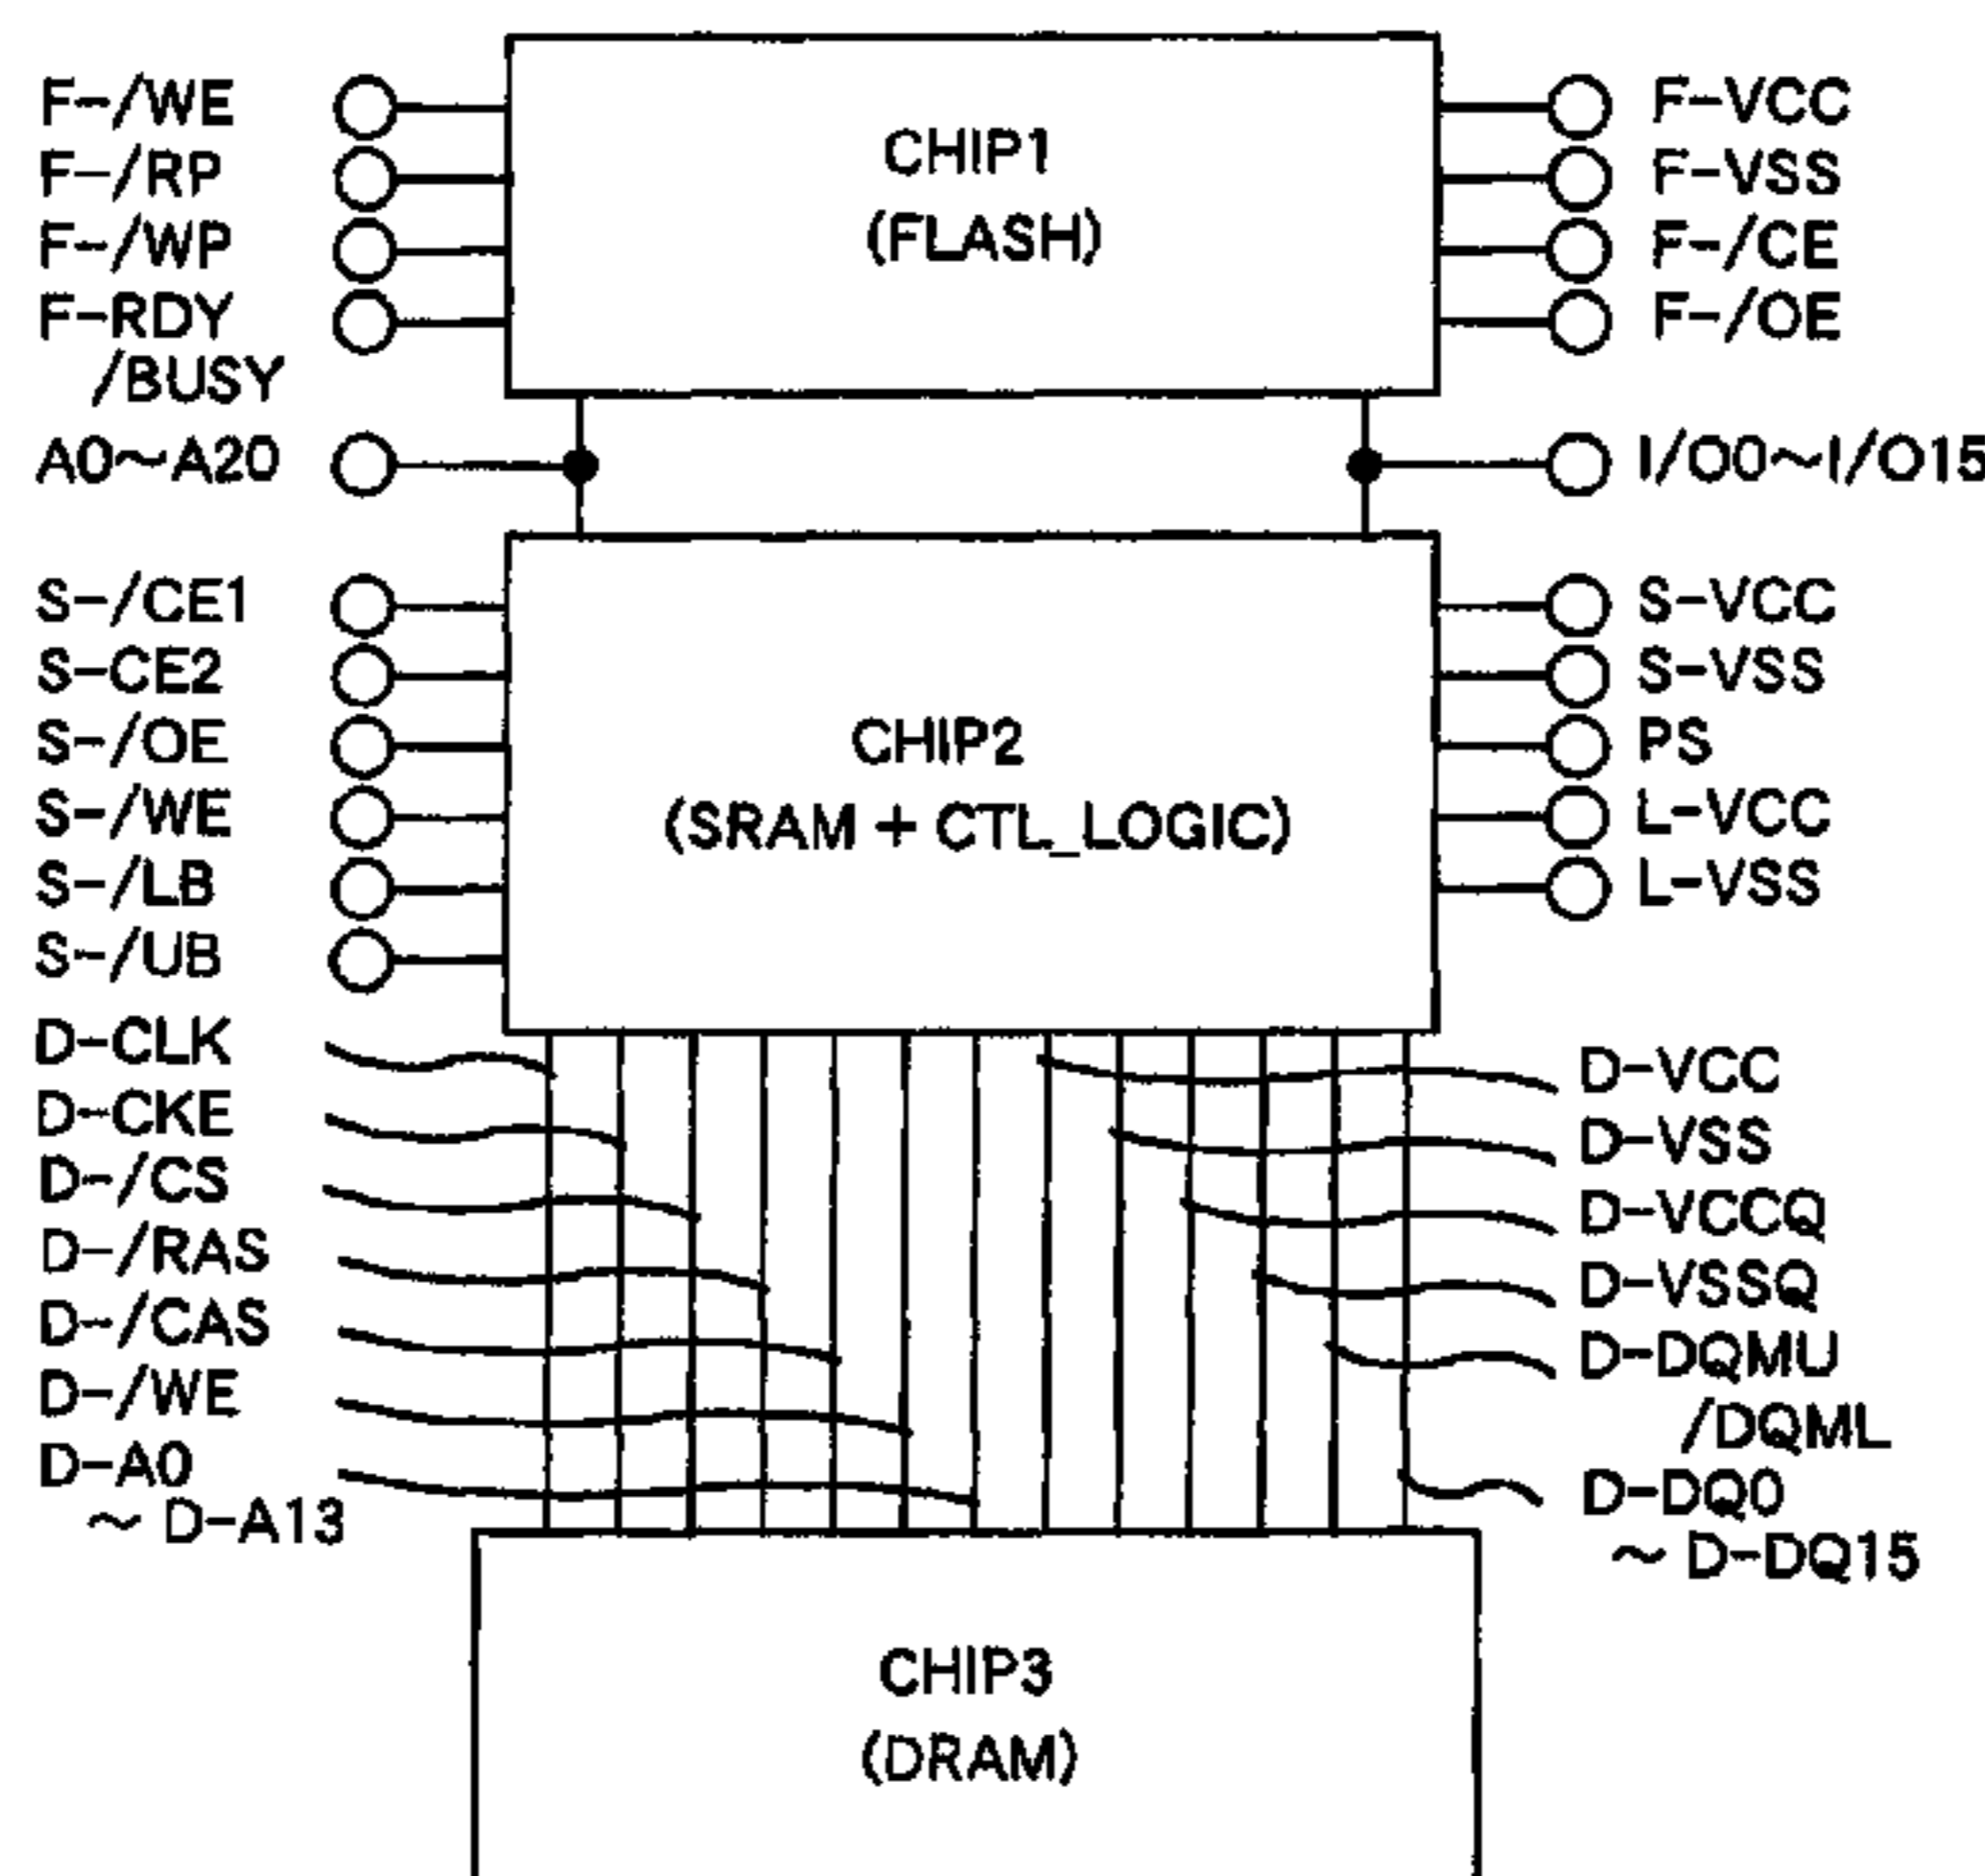 F-/WE
F-/RP
F-/WP
F-RDY
/BUSY
A0~A20
CHIP1
(FLASH)
F-VCC
F-VSS
F-/CE
F-/OE
I/O0~I/O15
S-/CE1
S-CE2
S-/OE
S-/WE
S-/LB
S-/UB
CHIP2
(SRAM + CTL_LOGIC)
S-VCC
S-VSS
PS
L-VCC
L-VSS
D-CLK
D-CKE
D-/CS
D-/RAS
D-/CAS
D-/WE
D-A0
~ D-A13
D-VCC
D-VSS
D-VCCQ
D-VSSQ
D-DQMU
/DQML
D-DQ0
~ D-DQ15
CHIP3
(DRAM)